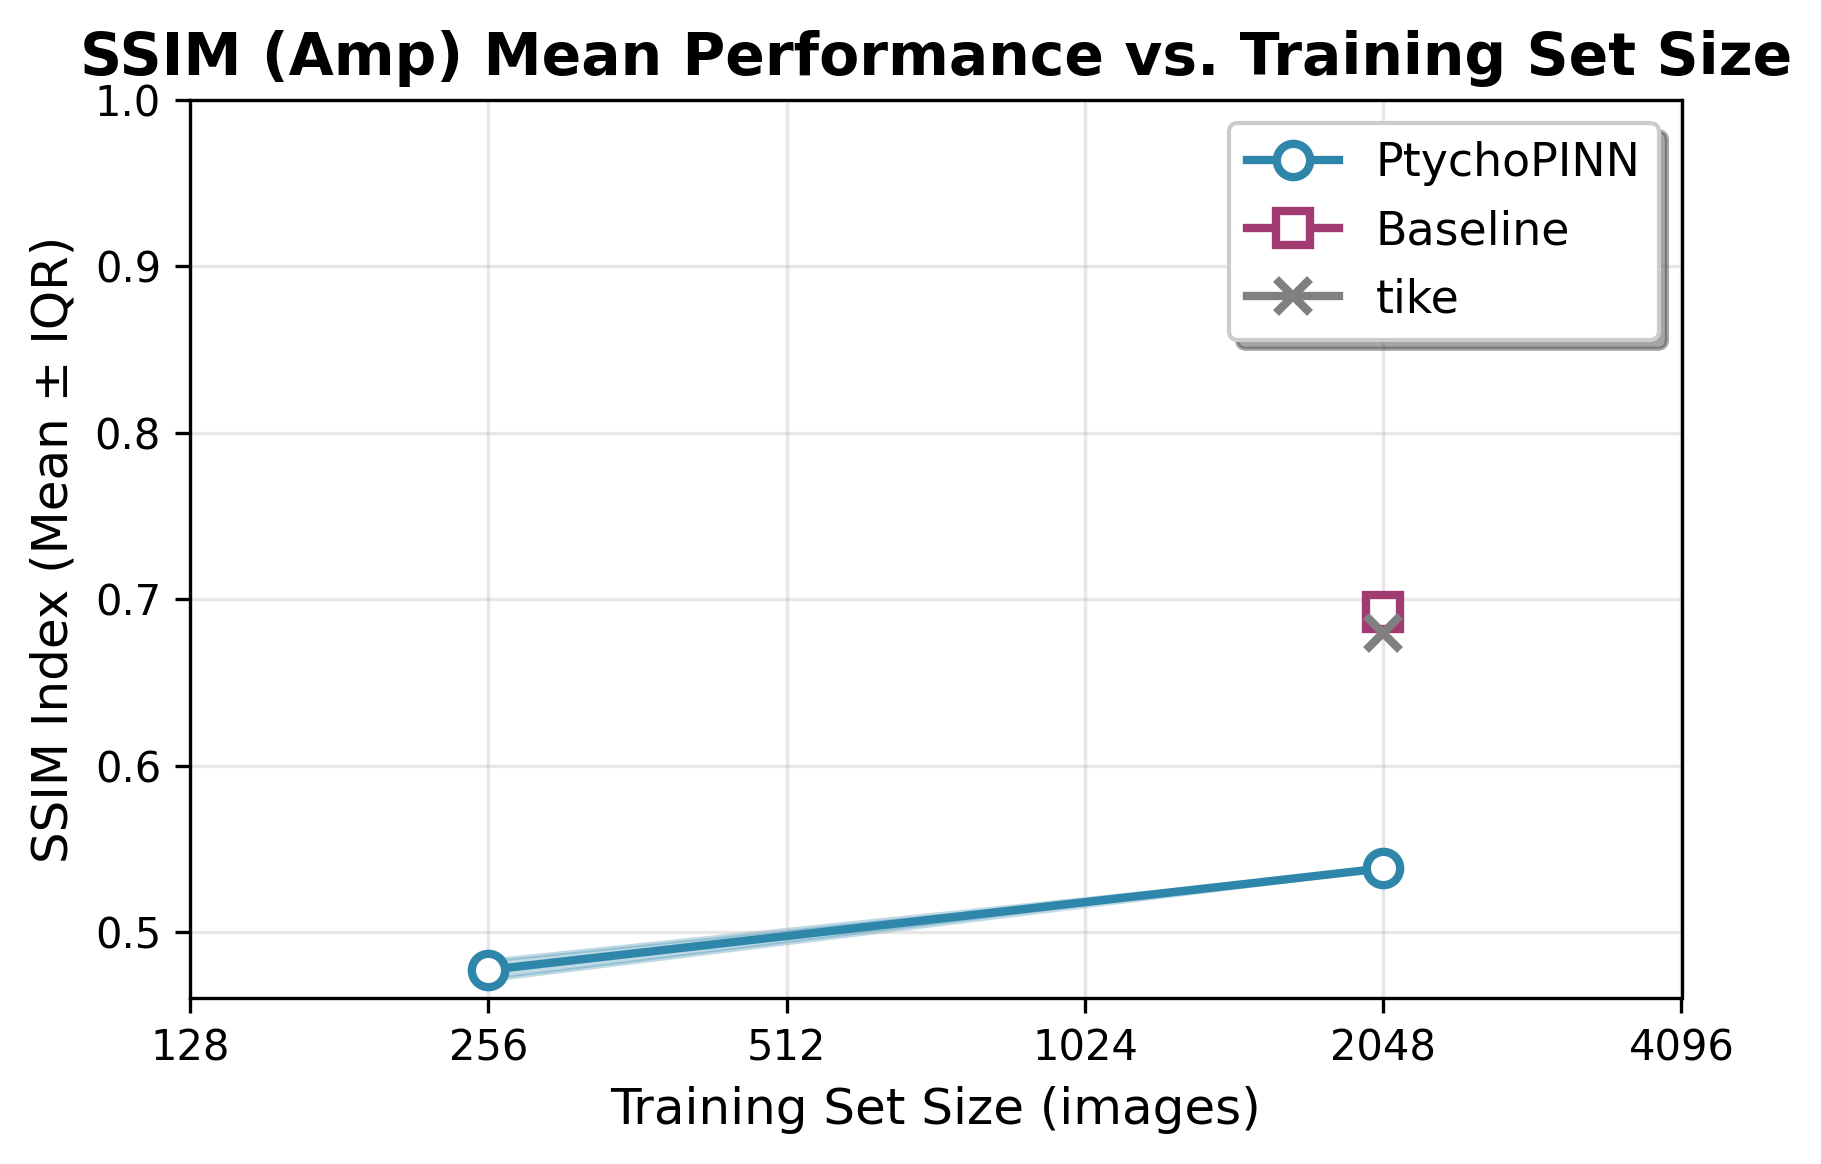 SSIM (Amp) Mean Performance vs. Training Set Size
SSIM Index (Mean ± IQR)
1.0
0.9
0.8
0.7
0.6
0.5
PtychoPINN
Baseline
tike
128 256 512 1024 2048 4096
Training Set Size (images)